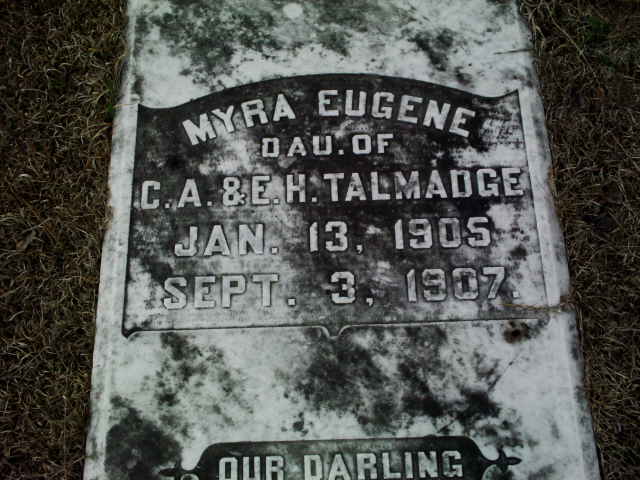 MYRA EUGENE
DAU. OF
C. A. & E. H. TALMADGE
JAN. 13, 1905
SEPT. 3, 1907.
OUR DARLING